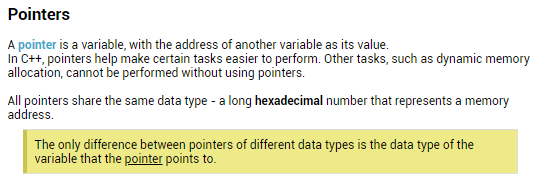 Pointers
A pointer is a variable, with the address of another variable as its value.
In C++, pointers help make certain tasks easier to perform. Other tasks, such as dynamic memory
allocation, cannot be performed without using pointers.
All pointers share the same data type - a long hexadecimal number that represents a memory
address.
The only difference between pointers of different data types is the data type of the
variable that the pointer points to.